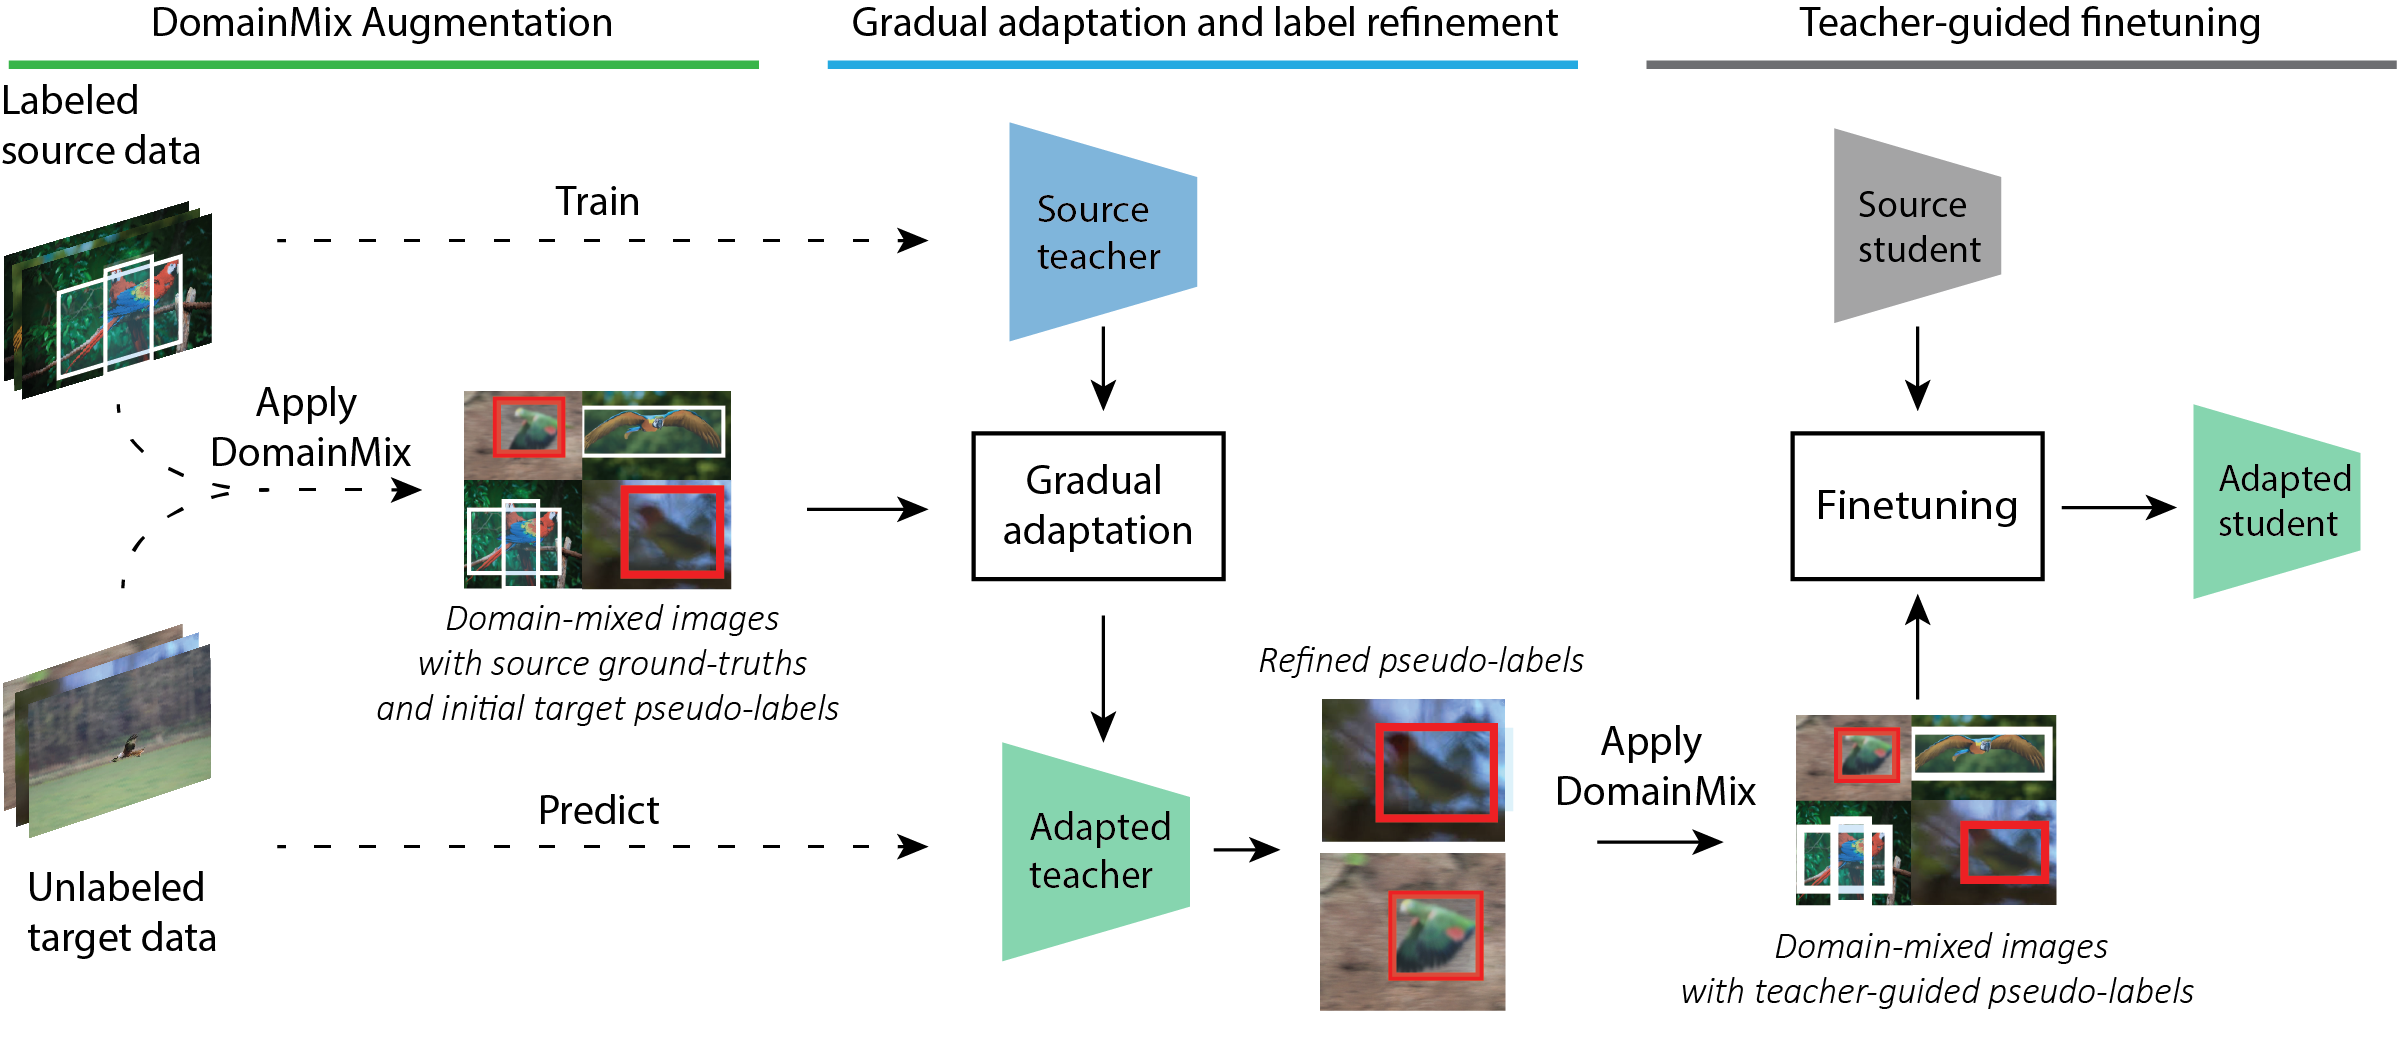 DomainMix Augmentation
Gradual adaptation and label refinement
Teacher-guided finetuning
Labeled
source data
Train
Source
teacher
Source
student
Apply
DomainMix
Gradual
adaptation
Finetuning
Adapted
student
Domain-mixed images
with source ground-truths
and initial target pseudo-labels
Refined pseudo-labels
Apply
DomainMix
Predict
Adapted
teacher
Unlabeled
target data
Domain-mixed images
with teacher-guided pseudo-labels